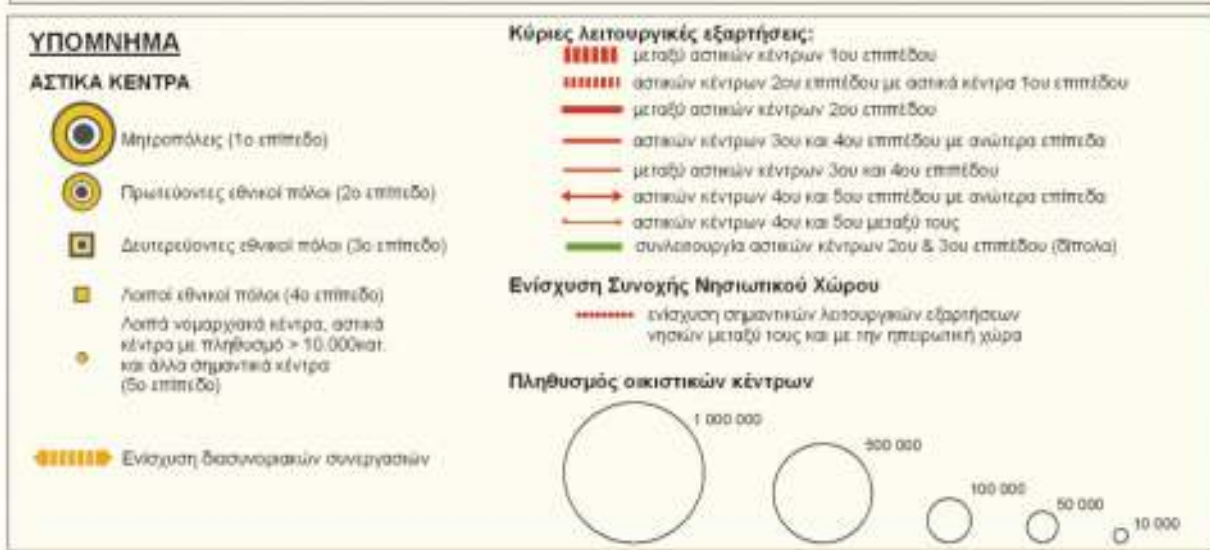 ΥΠΟΜΝΗΜΑ
ΑΣΤΙΚΑ ΚΕΝΤΡΑ
Μητροπόλεις (1ο επίπεδο)
Πρωτεύοντες εθνικοί πόλοι (2ο επίπεδο)
Δευτερεύοντες εθνικοί πόλοι (3ο επίπεδο)
Λοιποί εθνικοί πόλοι (4ο επίπεδο)
Λοιπά νομαρχιακά κέντρα, αστικά
κέντρα με πληθυσμό > 10.000κατ.
και άλλα σημαντικά κέντρα
(5ο επίπεδο)
Ενίσχυση διασυνοριακών συνεργασιών
Κύριες λειτουργικές εξαρτήσεις:
μεταξύ αστικών κέντρων 1ου επιπέδου
αστικών κέντρων 2ου επιπέδου με αστικά κέντρα 1ου επιπέδου
μεταξύ αστικών κέντρων 2ου επιπέδου
αστικών κέντρων 3ου και 4ου επιπέδου με ανώτερα επίπεδα
μεταξύ αστικών κέντρων 3ου και 4ου επιπέδου
αστικών κέντρων 4ου και 5ου επιπέδου με ανώτερα επίπεδα
αστικών κέντρων 4ου και 5ου μεταξύ τους
συνλειτουργία αστικών κέντρων 2ου & 3ου επιπέδου (δίπολα)
Ενίσχυση Συνοχής Νησιωτικού Χώρου
ενίσχυση σημαντικών λειτουργικών εξαρτήσεων
νησιών μεταξύ τους και με την ηπειρωτική χώρα
Πληθυσμός οικιστικών κέντρων
1 000 000
500 000
100 000
50 000
10 000